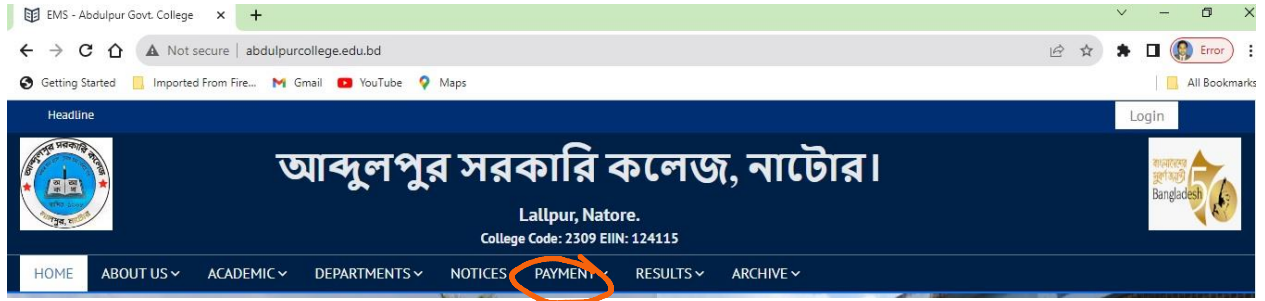 EMS - Abdulpur Govt. College
Not secure | abdulpurcollege.edu.bd
Error
Getting Started Imported From Fire... Gmail YouTube Maps All Bookmarks
Headline Login
আব্দুলপুর সরকারি কলেজ, নাটোর।
Lallpur, Natore.
College Code: 2309 EIIN: 124115
Bangladesh
HOME ABOUT US ACADEMIC DEPARTMENTS NOTICES PAYMENT RESULTS ARCHIVE